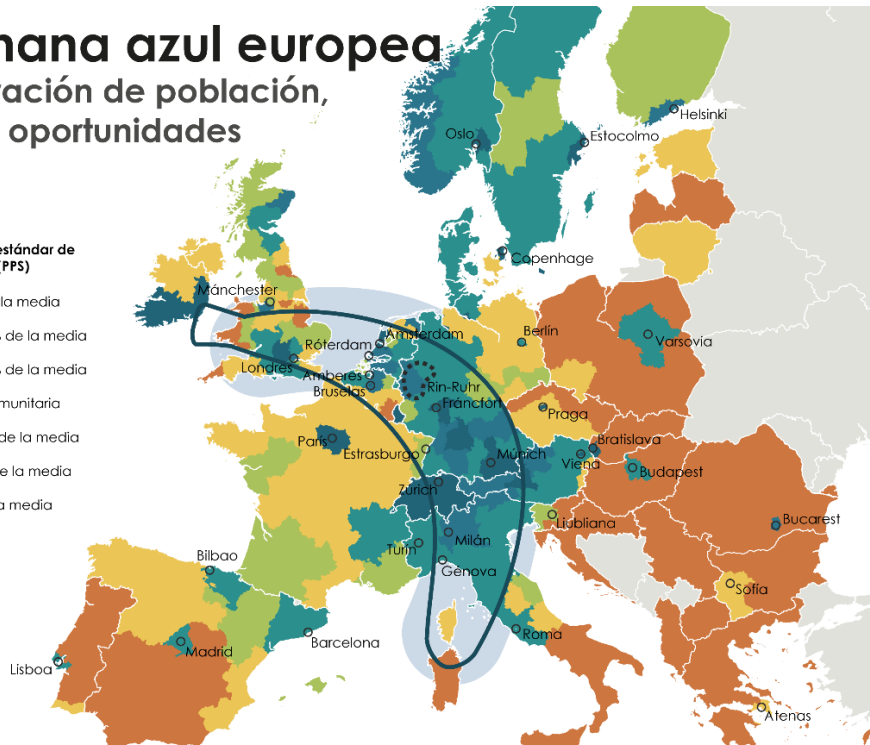 nana azul europea
ación de población,
oportunidades
estándar de
(PPS)
la media
de la media
de la media
munitaria
de la media
e la media
a media
Helsinki
Oslo
Estocolmo
Copenhage
Mánchester
Berlín
Varsovia
Ámsterdam
Róterdam
Londres
Amberes
Bruselas
Rin-Ruhr
Fráncfort
Praga
París
Estrasburgo
Múnich
Viena
Bratislava
Budapest
Zúrich
Liubliana
Bucarest
Turín
Milán
Génova
Bilbao
Sofía
Roma
Madrid
Barcelona
Lisboa
Atenas